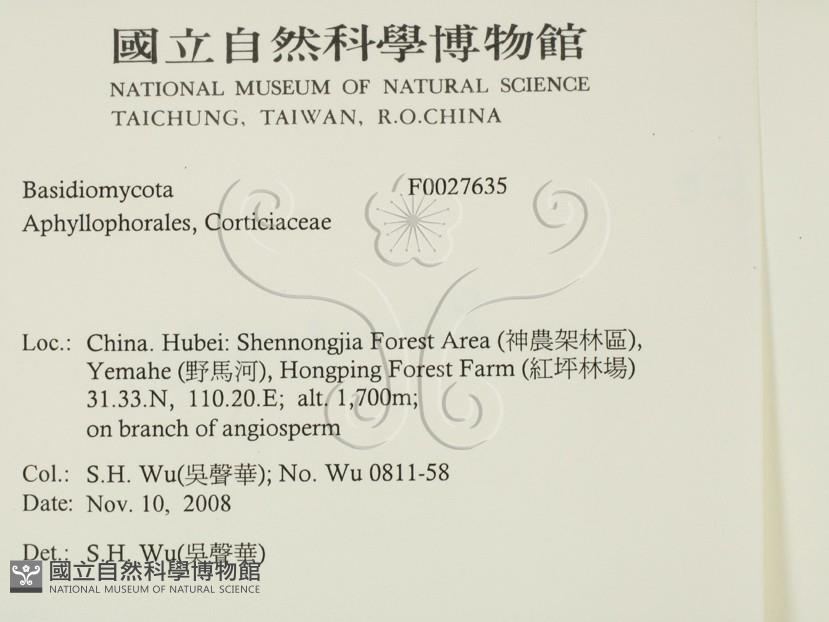 國立自然科學博物館
NATIONAL MUSEUM OF NATURAL SCIENCE
TAICHUNG, TAIWAN, R.O.CHINA
Basidiomycota F0027635
Aphyllophorales, Corticiaceae
Loc.: China. Hubei: Shennongjia Forest Area (神農架林區),
Yemahe (野馬河), Hongping Forest Farm (紅坪林場)
31.33.N, 110.20.E; alt. 1,700m;
on branch of angiosperm
Col.: S.H. Wu(吳聲華); No. Wu 0811-58
Date: Nov. 10, 2008
Det.: S.H. Wu(吳聲華)
國立自然科學博物館
NATIONAL MUSEUM OF NATURAL SCIENCE